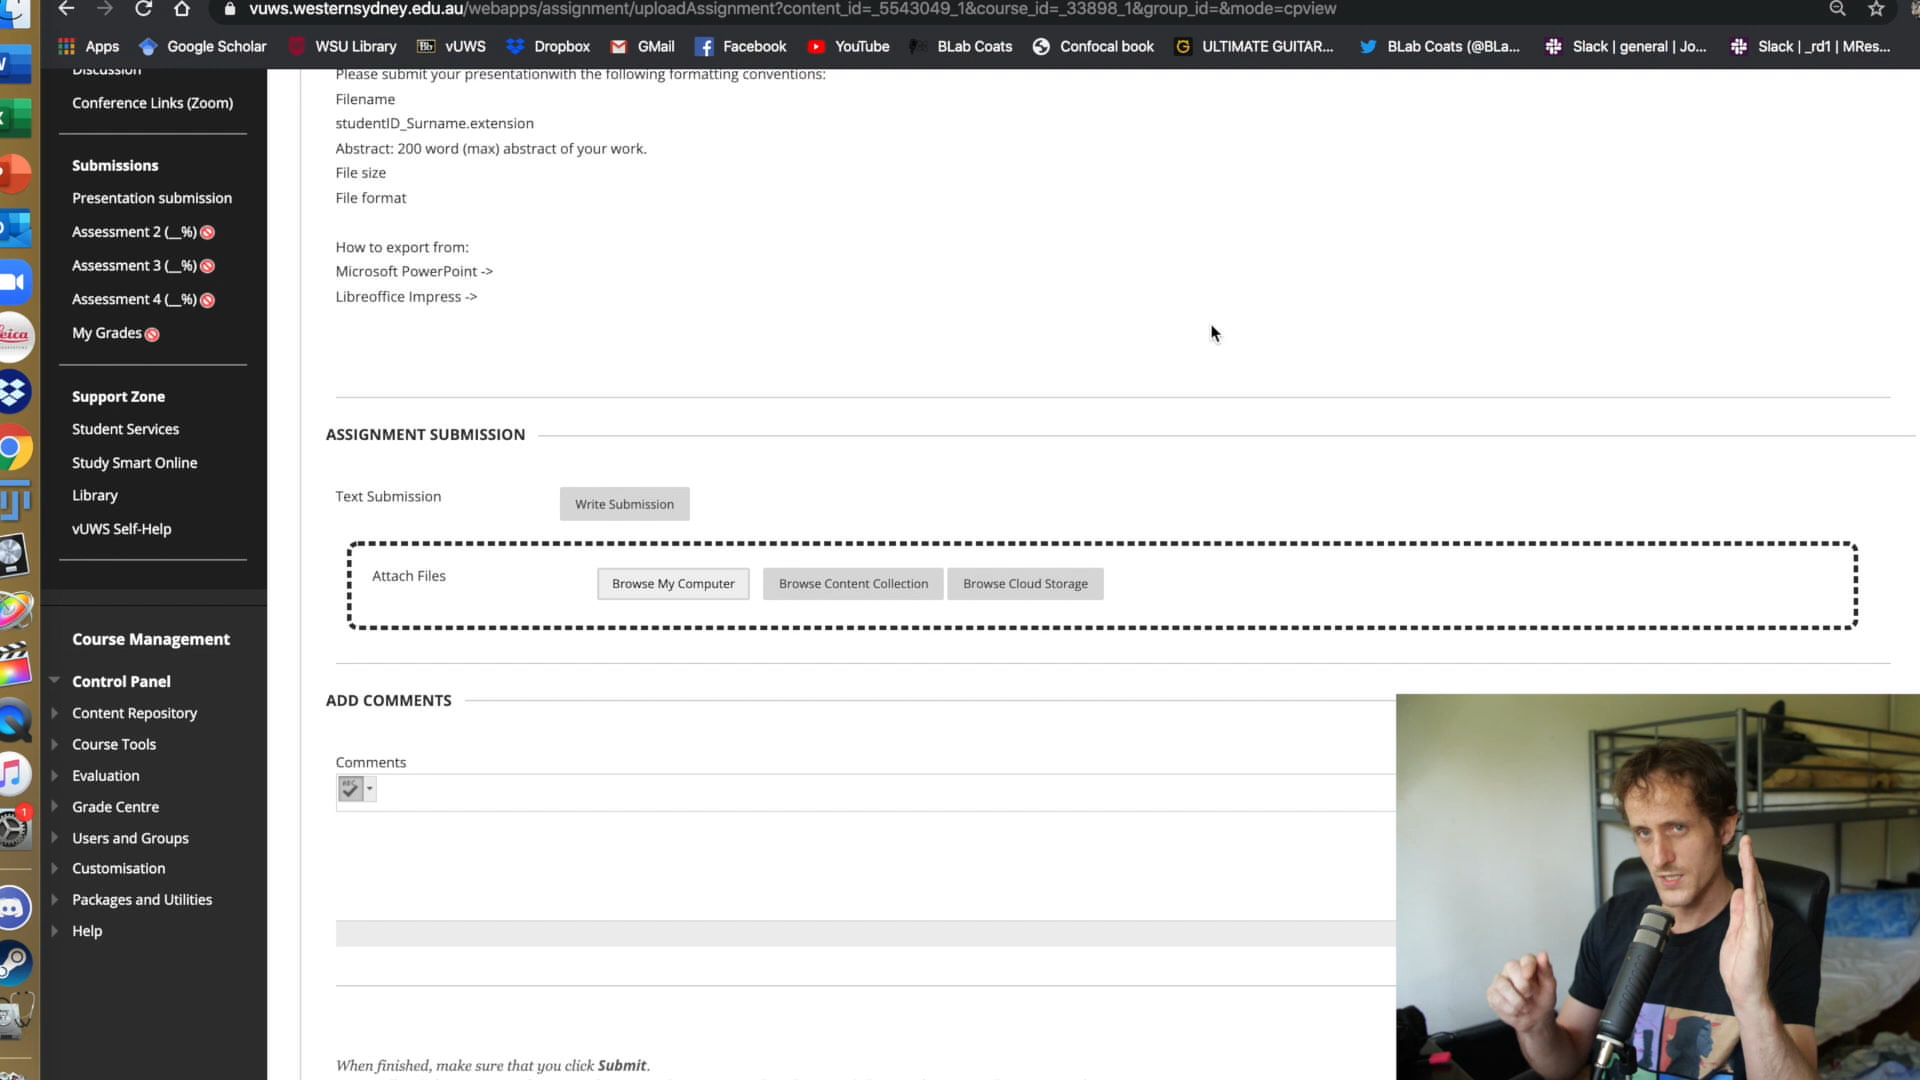 vuws.westernsydney.edu.au/webapps/assignment/uploadAssignment?content_id=_5543049_1&course_id=_33898_1&group_id=&mode=cpview
Apps Google Scholar WSU Library vUWS Dropbox GMail Facebook YouTube BLab Coats Confocal book ULTIMATE GUITAR... BLab Coats (@BLa... Slack | general | Jo... Slack | _rd1 | MRes...
Discussion
Conference Links (Zoom)
Submissions
Presentation submission
Assessment 2 (__%)
Assessment 3 (__%)
Assessment 4 (__%)
My Grades
Support Zone
Student Services
Study Smart Online
Library
vUWS Self-Help
Course Management
Control Panel
Content Repository
Course Tools
Evaluation
Grade Centre
Users and Groups
Customisation
Packages and Utilities
Help
Please submit your presentationwith the following formatting conventions:
Filename
studentID_Surname.extension
Abstract: 200 word (max) abstract of your work.
File size
File format
How to export from:
Microsoft PowerPoint ->
Libreoffice Impress ->
ASSIGNMENT SUBMISSION
Text Submission
Write Submission
Attach Files
Browse My Computer
Browse Content Collection
Browse Cloud Storage
ADD COMMENTS
Comments
ABC
When finished, make sure that you click Submit.